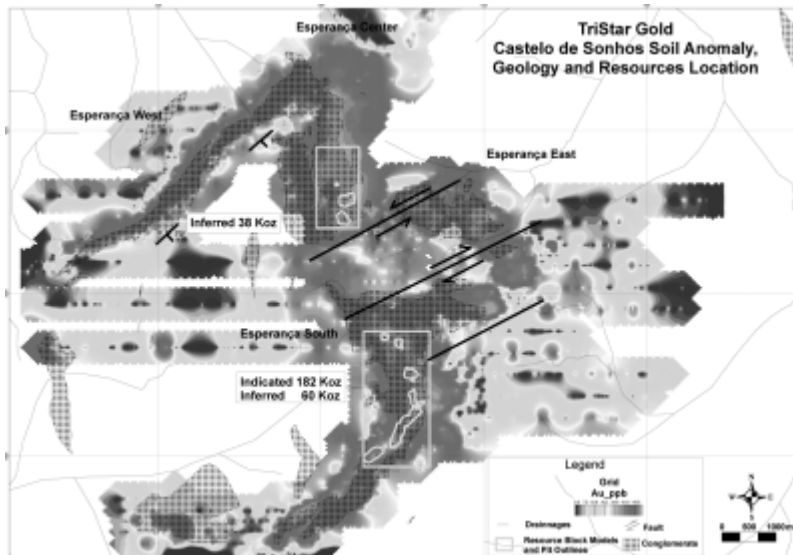 Esperança Center
TriStar Gold
Castelo de Sonhos Soil Anomaly,
Geology and Resources Location
Esperança West
Esperança East
Inferred 38 Koz
Esperança South
Indicated 182 Koz
Inferred 60 Koz
Legend
Grid
Au_ppb
Drainages
Fault
Resource Block Models
and Pit Outlines
Conglomerate
N
W
E
S
0 500 1000m